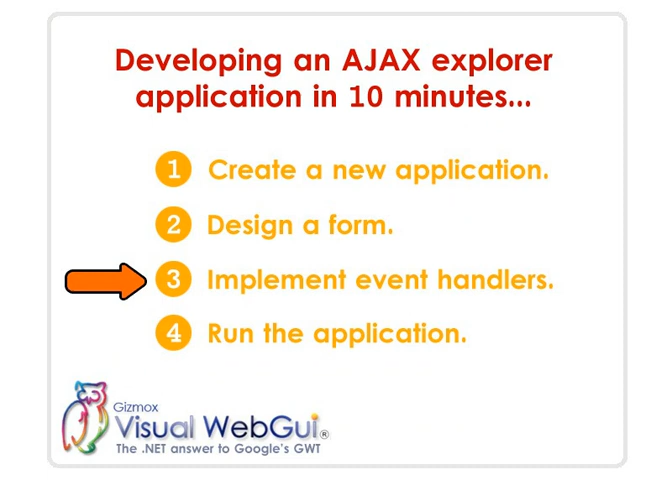 Developing an AJAX explorer
application in 10 minutes...
1 Create a new application.
2 Design a form.
3 Implement event handlers.
4 Run the application.
Gizmox
Visual WebGui®
The .NET answer to Google's GWT